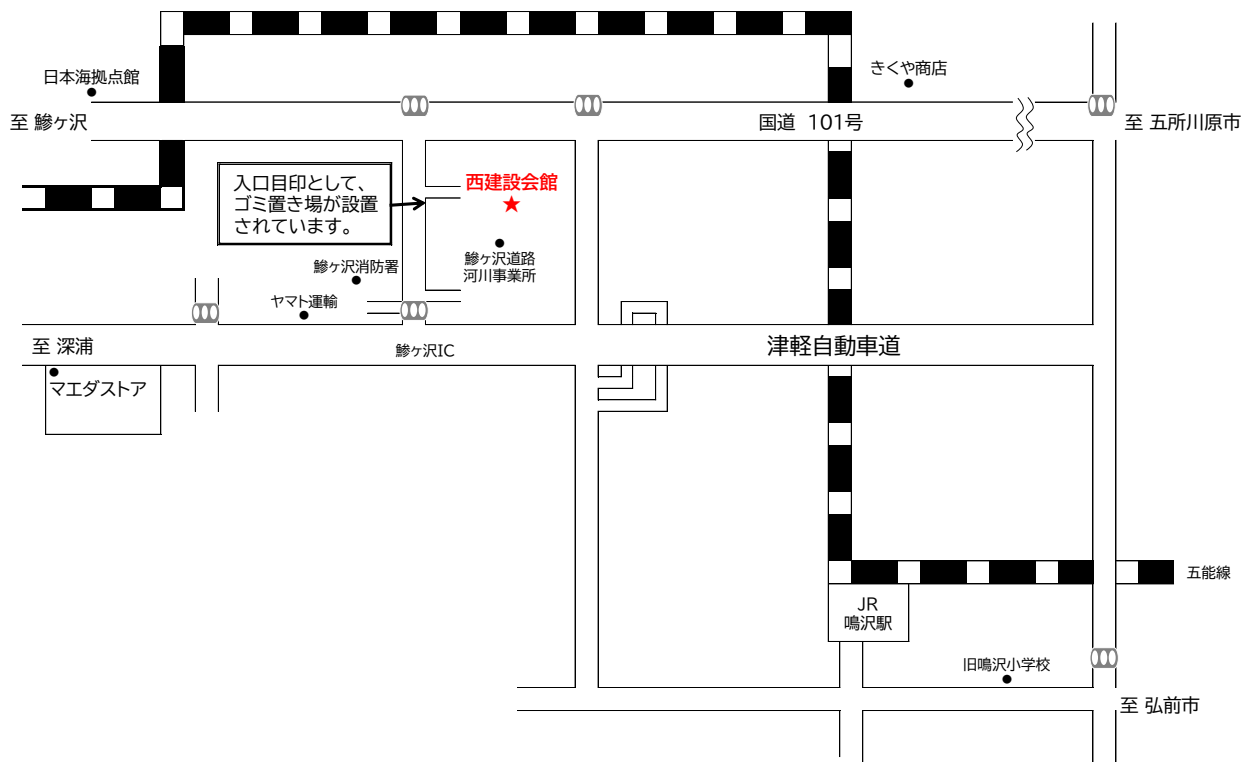 日本海拠点館
きくや商店
至 鰺ヶ沢
国道 101号
至 五所川原市
入口目印として、
ゴミ置き場が設置
されています。
西建設会館
鰺ヶ沢道路
河川事業所
鰺ヶ沢消防署
ヤマト運輸
至 深浦
鰺ヶ沢IC
津軽自動車道
マエダストア
五能線
JR
鳴沢駅
旧鳴沢小学校
至 弘前市